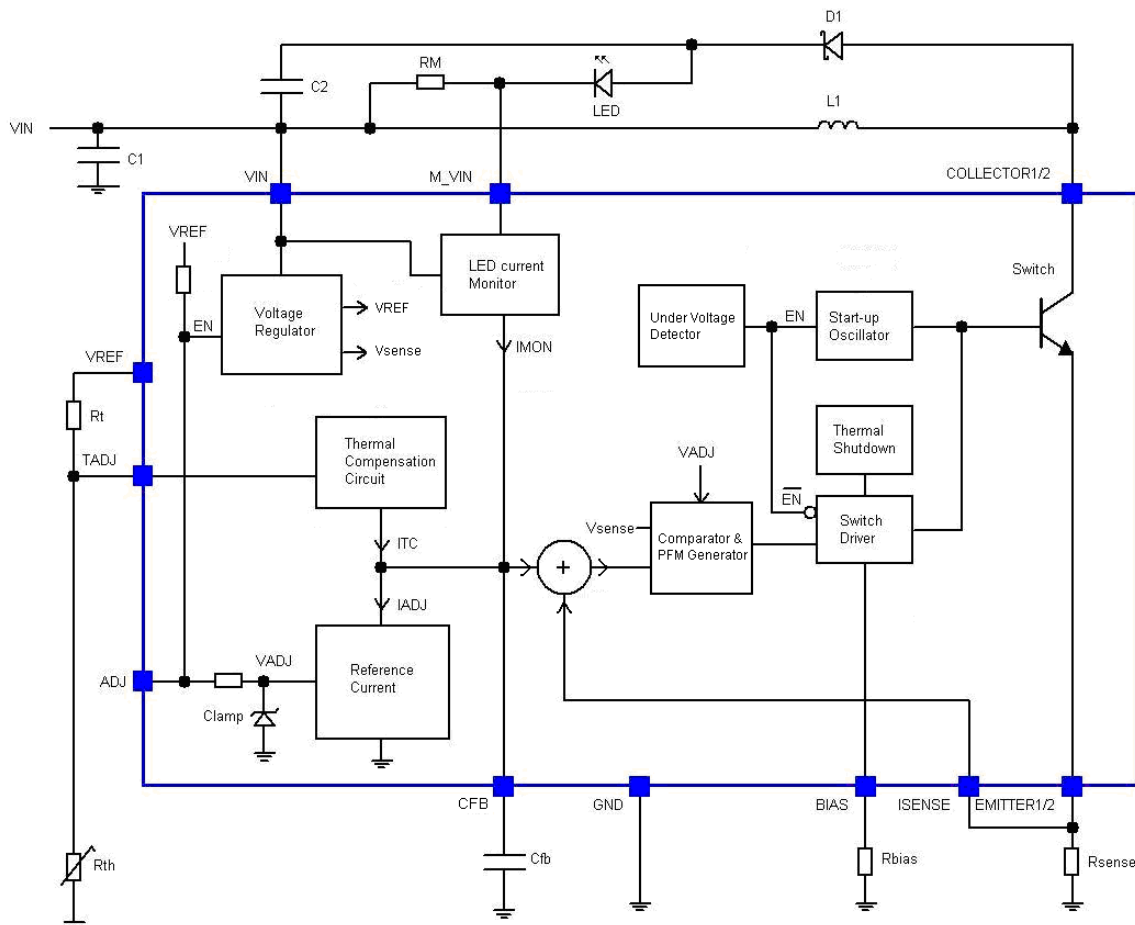 D1
RM
C2
LED
L1
VIN
C1
VIN
M_VIN
COLLECTOR1/2
VREF
LED current
Monitor
Switch
Voltage
Regulator
EN
VREF
Vsense
Under Voltage
Detector
EN
Start-up
Oscillator
VREF
IMON
Rt
Thermal
Compensation
Circuit
Thermal
Shutdown
TADJ
VADJ
EN
Vsense
Comparator &
PFM Generator
Switch
Driver
ITC
+
IADJ
VADJ
Reference
Current
ADJ
Clamp
CFB
GND
BIAS
ISENSE
EMITTER1/2
Rth
Cfb
Rbias
Rsense